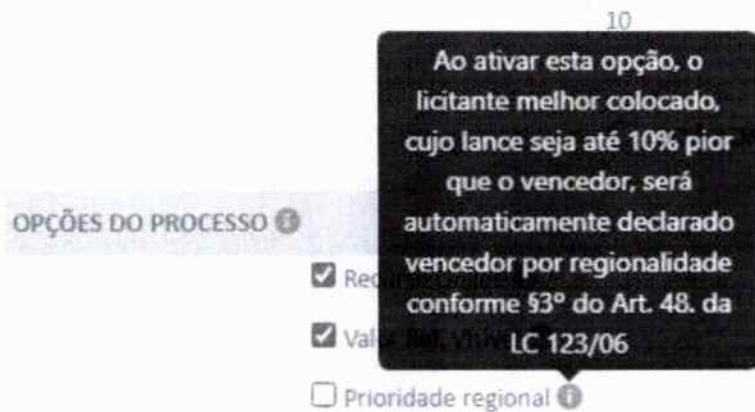 10
Ao ativar esta opção, o
licitante melhor colocado,
cujo lance seja até 10% pior
que o vencedor, será
automaticamente declarado
vencedor por regionalidade
conforme §3º do Art. 48. da
LC 123/06
OPÇÕES DO PROCESSO
Prioridade regional